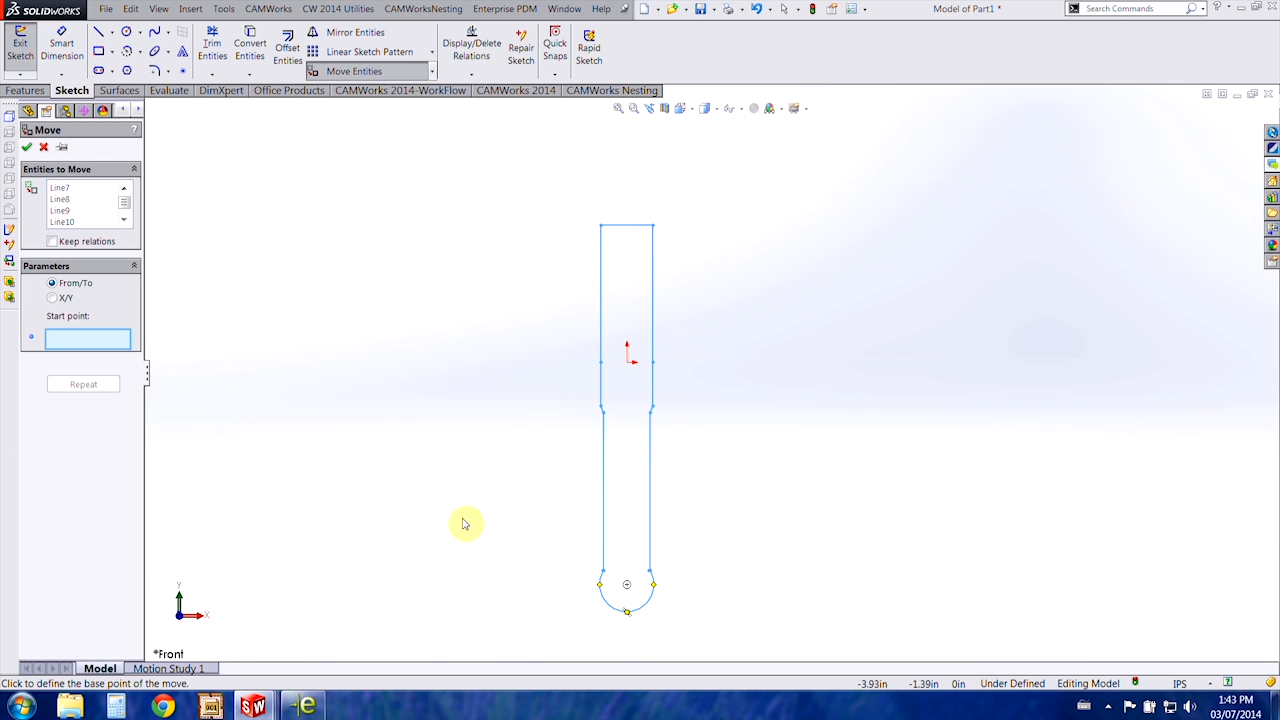 SOLIDWORKS
File Edit View Insert Tools CAMWorks CW 2014 Utilities CAMWorksNesting Enterprise PDM Window Help
Model of Part1 *
Search Commands
Exit Sketch
Smart Dimension
Trim Entities
Convert Entities
Offset Entities
Mirror Entities
Linear Sketch Pattern
Move Entities
Display/Delete Relations
Repair Sketch
Quick Snaps
Rapid Sketch
Features Sketch Surfaces Evaluate DimXpert Office Products CAMWorks 2014-WorkFlow CAMWorks 2014 CAMWorks Nesting
Move
?
Entities to Move
Line7
Line8
Line9
Line10
Keep relations
Parameters
From/To
X/Y
Start point:
Repeat
Y
X
*Front
Model Motion Study 1
Click to define the base point of the move.
-3.93in -1.39in 0in Under Defined Editing Model IPS
1:43 PM
03/07/2014